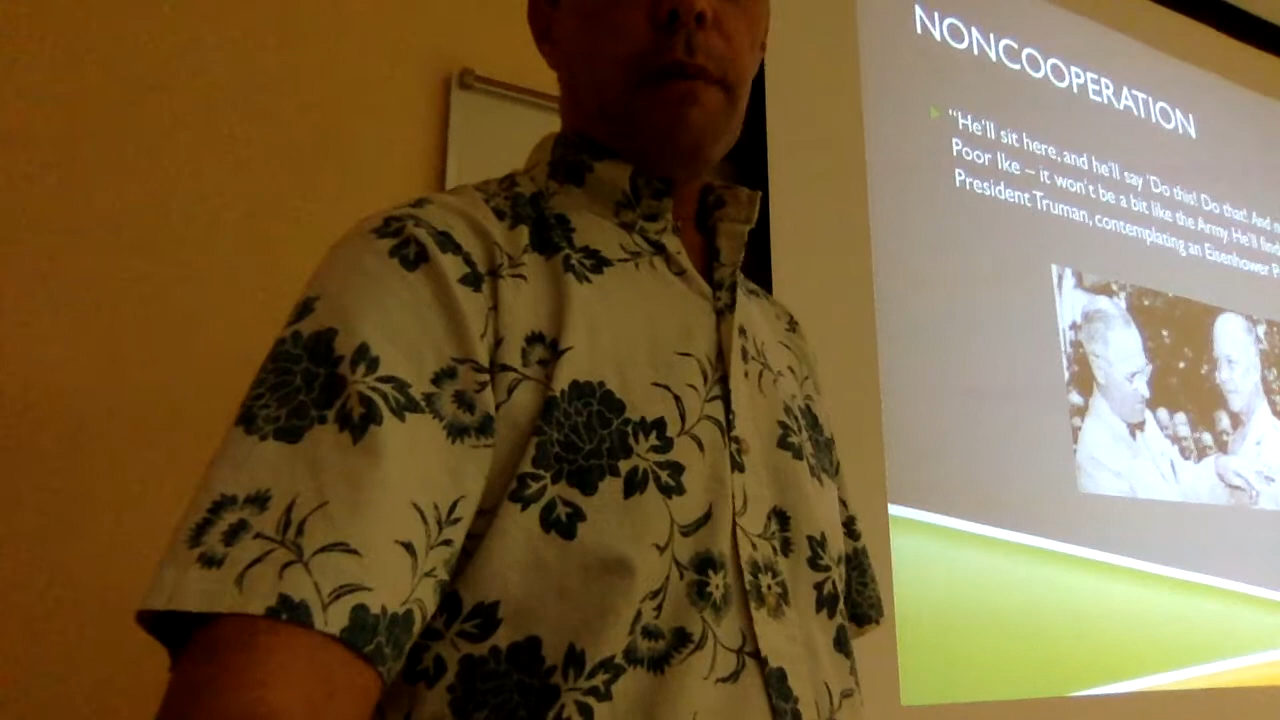 NONCOOPERATION
"He'll sit here, and he'll say 'Do this! Do that! And
Poor Ike – it won't be a bit like the Army. He'll find
President Truman, contemplating an Eisenhower